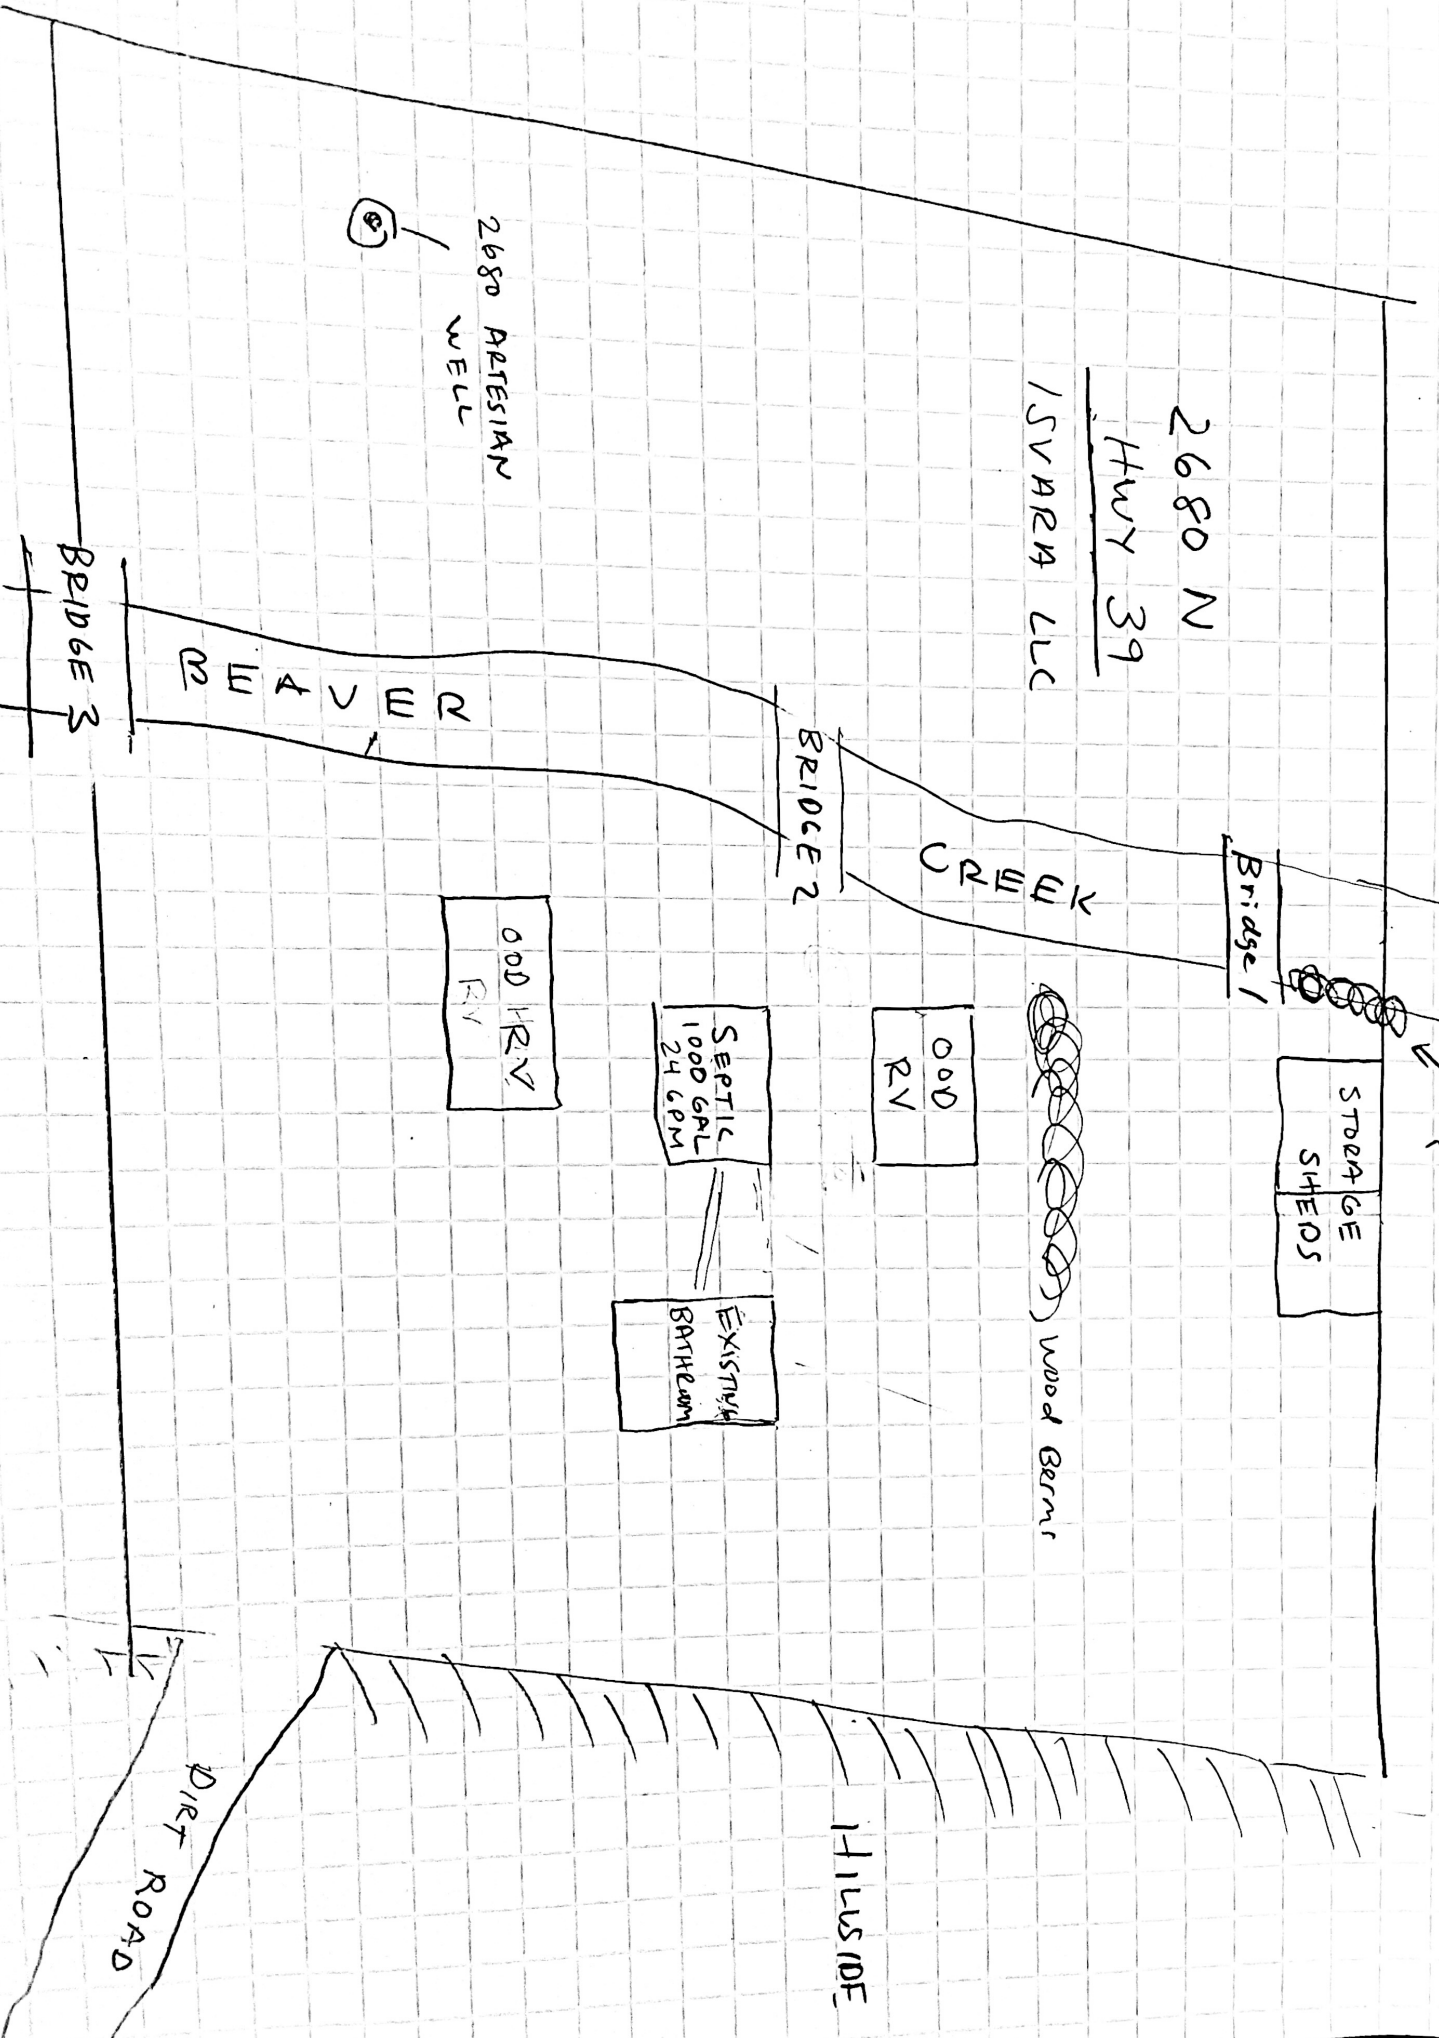 2680 N
HWY 39
ISVARA LLC
2680 ARTESIAN
WELL
BRIDGE 3
BEAVER
BRIDGE 2
CREEK
Bridge 1
STORAGE
SHEDS
OOD
RV
SEPTIC
1000 GAL
24 GPM
OOD HRV
RV
EXISTING
BATHROOM
Wood Berms
HILLSIDE
DIRT ROAD